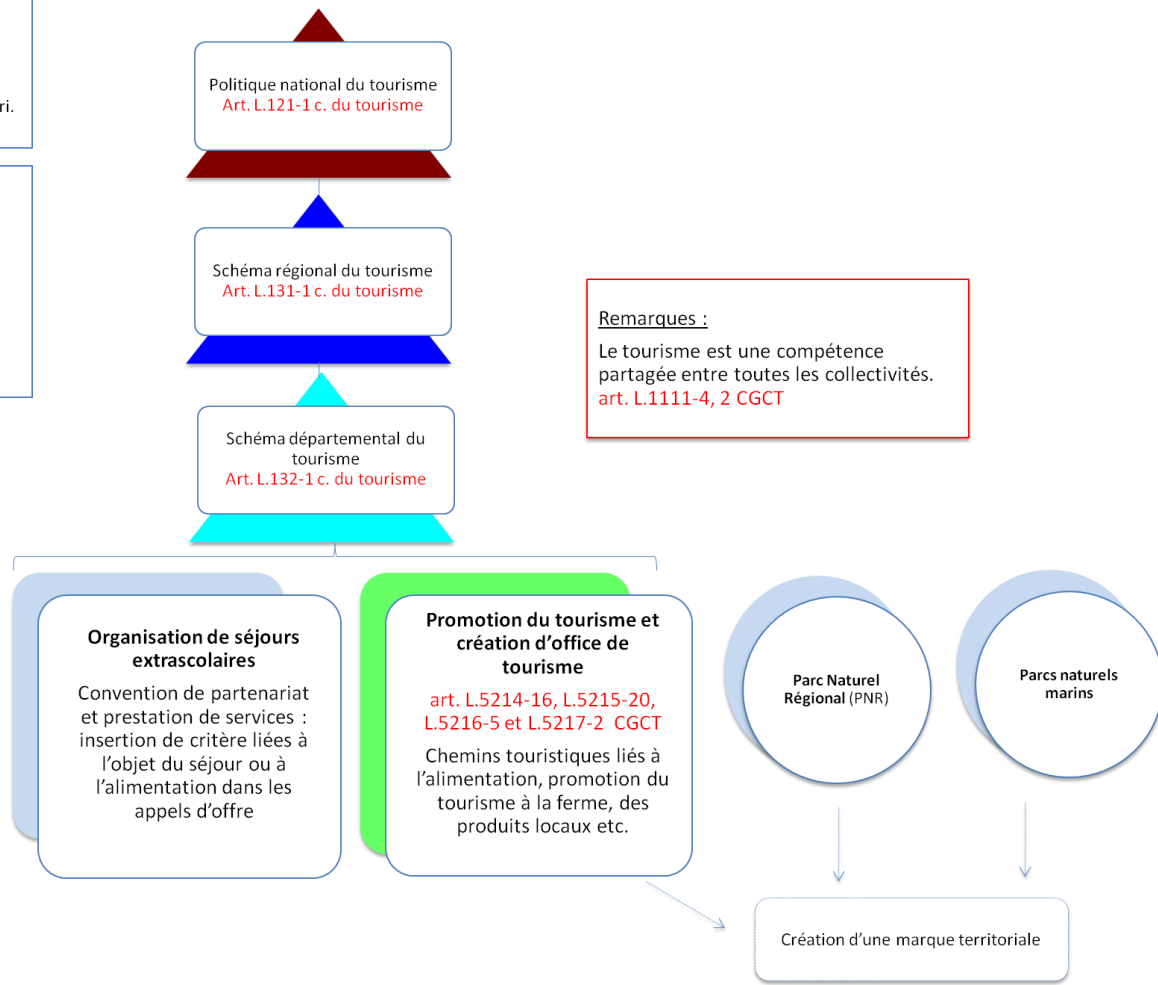 ri.
Politique national du tourisme
Art. L.121-1 c. du tourisme
Schéma régional du tourisme
Art. L.131-1 c. du tourisme
Remarques :
Le tourisme est une compétence
partagée entre toutes les collectivités.
art. L.1111-4, 2 CGCT
Schéma départemental du
tourisme
Art. L.132-1 c. du tourisme
Organisation de séjours
extrascolaires
Convention de partenariat
et prestation de services :
insertion de critère liées à
l’objet du séjour ou à
l’alimentation dans les
appels d’offre
Promotion du tourisme et
création d’office de
tourisme
art. L.5214-16, L.5215-20,
L.5216-5 et L.5217-2 CGCT
Chemins touristiques liés à
l’alimentation, promotion du
tourisme à la ferme, des
produits locaux etc.
Parc Naturel
Régional (PNR)
Parcs naturels
marins
Création d’une marque territoriale